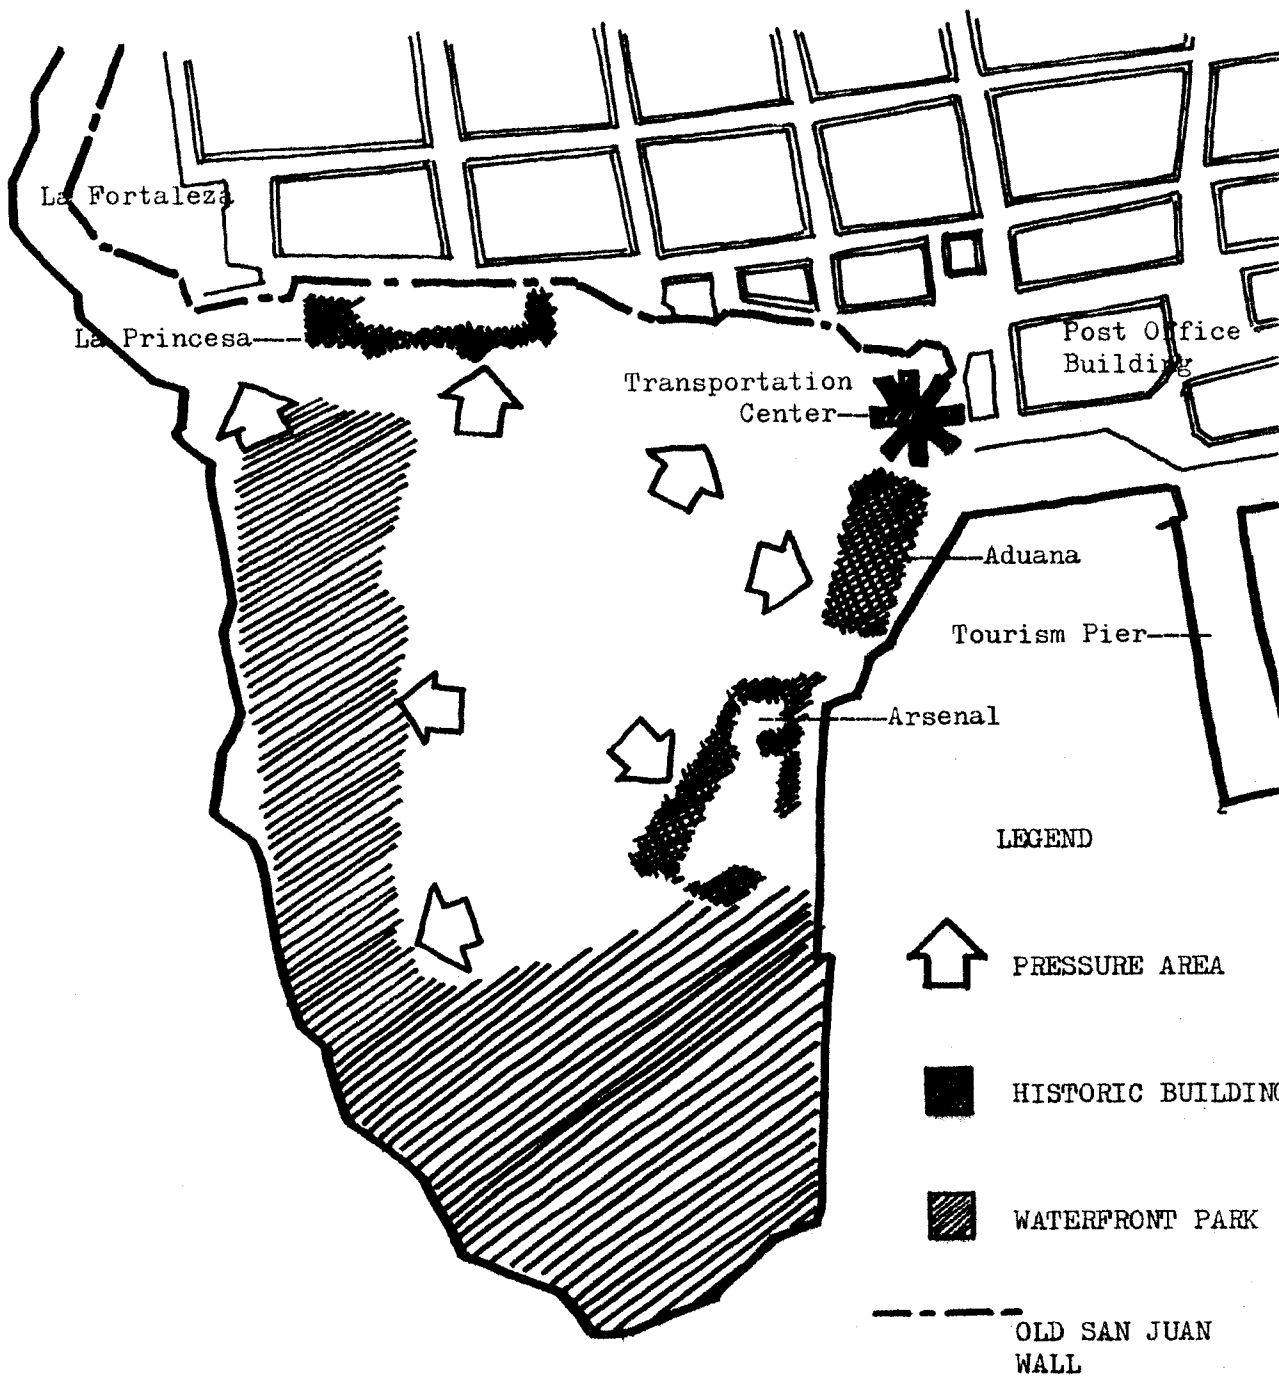 La Fortaleza
La Princesa
Transportation
Center
Post Office
Building
Aduana
Tourism Pier
Arsenal
LEGEND
PRESSURE AREA
HISTORIC BUILDING
WATERFRONT PARK
OLD SAN JUAN
WALL